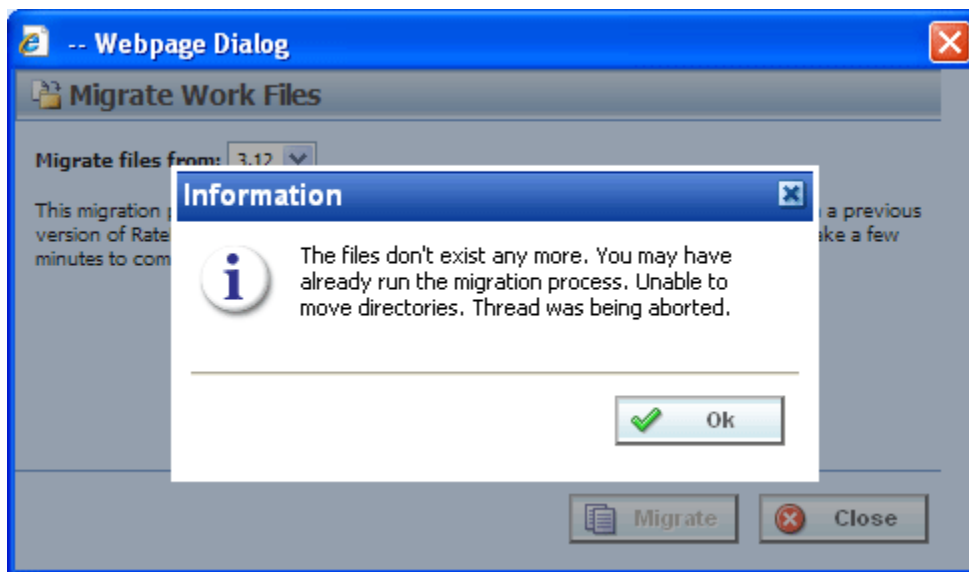 -- Webpage Dialog
Migrate Work Files
Migrate files from: 3.12
Information
This migration
a previous
version of Rate
take a few
minutes to com
The files don't exist any more. You may have
already run the migration process. Unable to
move directories. Thread was being aborted.
Ok
Migrate
Close